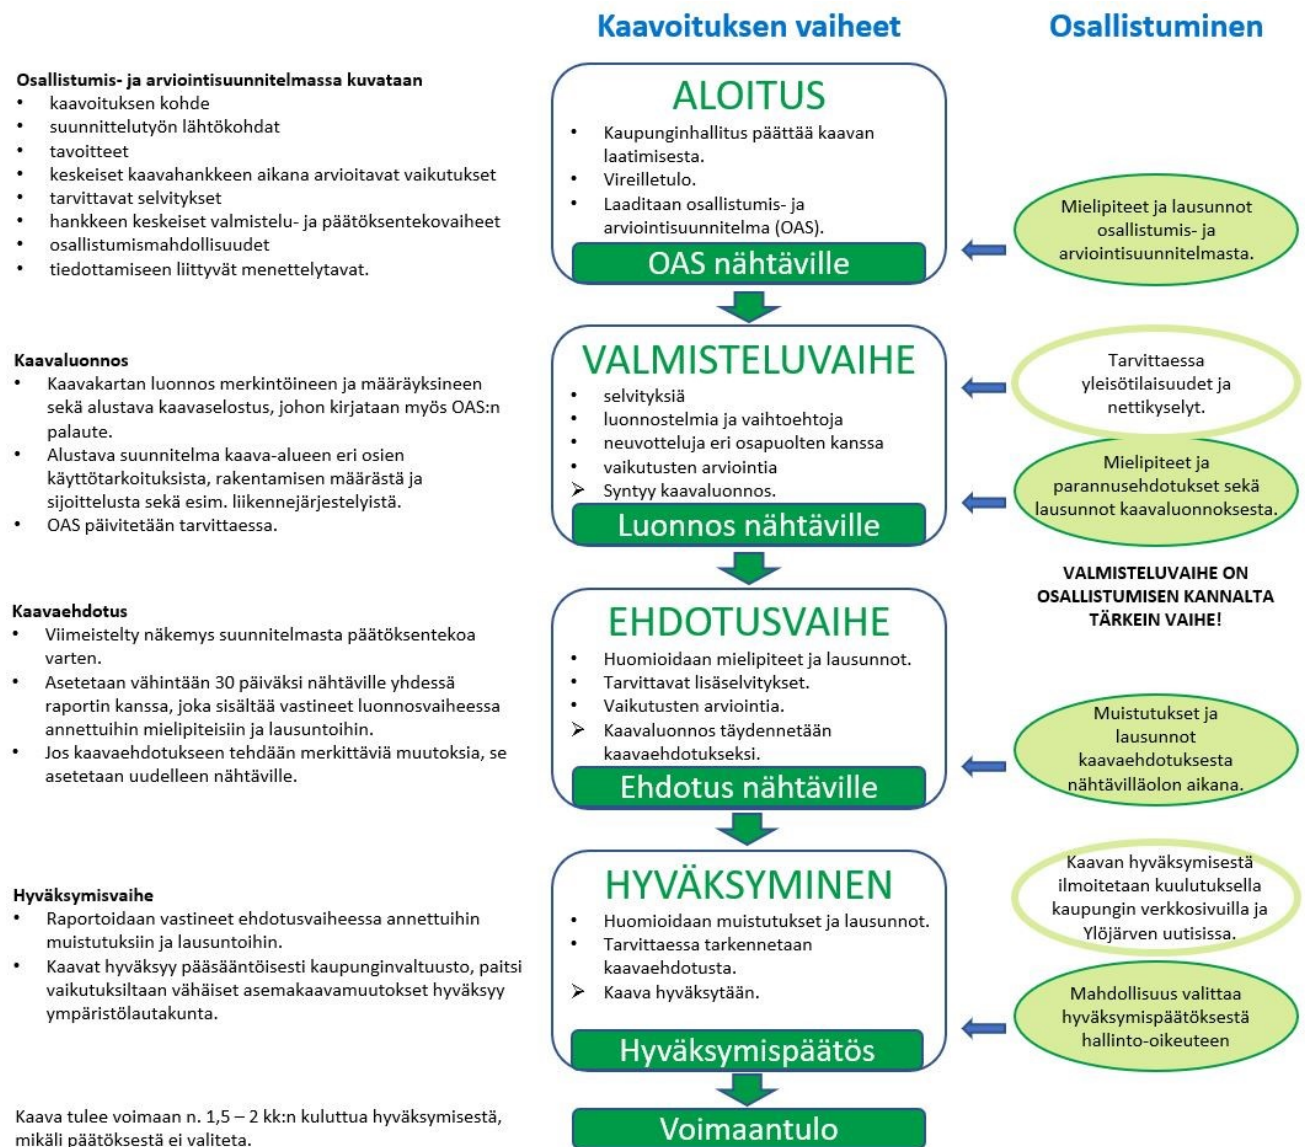 Kaavoituksen vaiheet
Osallistuminen
Osallistumis- ja arviointisuunnitelmassa kuvataan
• kaavoituksen kohde
• suunnittelutyön lähtökohdat
• tavoitteet
• keskeiset kaavahankkeen aikana arvioitavat vaikutukset
• tarvittavat selvitykset
• hankkeen keskeiset valmistelu- ja päätöksentekovaiheet
• osallistumismahdollisuudet
• tiedottamiseen liittyvät menettelytavat.
ALOITUS
• Kaupunginhallitus päättää kaavan
laatimisesta.
• Vireilletulo.
• Laaditaan osallistumis- ja
arviointisuunnitelma (OAS).
OAS nähtäville
Mielipiteet ja lausunnot
osallistumis- ja
arviointisuunnitelmasta.
Kaavaluonnos
• Kaavakartan luonnos merkintöineen ja määräyksineen
sekä alustava kaavaselostus, johon kirjataan myös OAS:n
palaute.
• Alustava suunnitelma kaava-alueen eri osien
käyttötarkoituksista, rakentamisen määrästä ja
sijoittelusta sekä esim. liikennejärjestelyistä.
• OAS päivitetään tarvittaessa.
VALMISTELUVAIHE
• selvityksiä
• luonnostelmia ja vaihtoehtoja
• neuvotteluja eri osapuolten kanssa
• vaikutusten arviointia
➢ Syntyy kaavaluonnos.
Luonnos nähtäville
Tarvittaessa
yleisötilaisuudet ja
nettikyselyt.
Mielipiteet ja
parannusehdotukset sekä
lausunnot kaavaluonnoksesta.
VALMISTELUVAIHE ON
OSALLISTUMISEN KANNALTA
TÄRKEIN VAIHE!
Kaavaehdotus
• Viimeistelty näkemys suunnitelmasta päätöksentekoa
varten.
• Asetetaan vähintään 30 päiväksi nähtäville yhdessä
raportin kanssa, joka sisältää vastineet luonnosvaiheessa
annettuihin mielipiteisiin ja lausuntoihin.
• Jos kaavaehdotukseen tehdään merkittäviä muutoksia, se
asetetaan uudelleen nähtäville.
EHDOTUSVAIHE
• Huomioidaan mielipiteet ja lausunnot.
• Tarvittavat lisäselvitykset.
• Vaikutusten arviointia.
➢ Kaavaluonnos täydennetään
kaavaehdotukseksi.
Ehdotus nähtäville
Muistutukset ja
lausunnot
kaavaehdotuksesta
nähtävilläolon aikana.
Hyväksymisvaihe
• Raportoidaan vastineet ehdotusvaiheessa annettuihin
muistutuksiin ja lausuntoihin.
• Kaavat hyväksyy pääsääntöisesti kaupunginvaltuusto, paitsi
vaikutuksiltaan vähäiset asemakaavamuutokset hyväksyy
ympäristölautakunta.
HYVÄKSYMINEN
• Huomioidaan muistutukset ja lausunnot.
• Tarvittaessa tarkennetaan
kaavaehdotusta.
➢ Kaava hyväksytään.
Hyväksymispäätös
Kaavan hyväksymisestä
ilmoitetaan kuulutuksella
kaupungin verkkosivuilla ja
Ylöjärven uutisissa.
Mahdollisuus valittaa
hyväksymispäätöksestä
hallinto-oikeuteen
Kaava tulee voimaan n. 1,5 – 2 kk:n kuluttua hyväksymisestä,
mikäli päätöksestä ei valiteta.
Voimaantulo